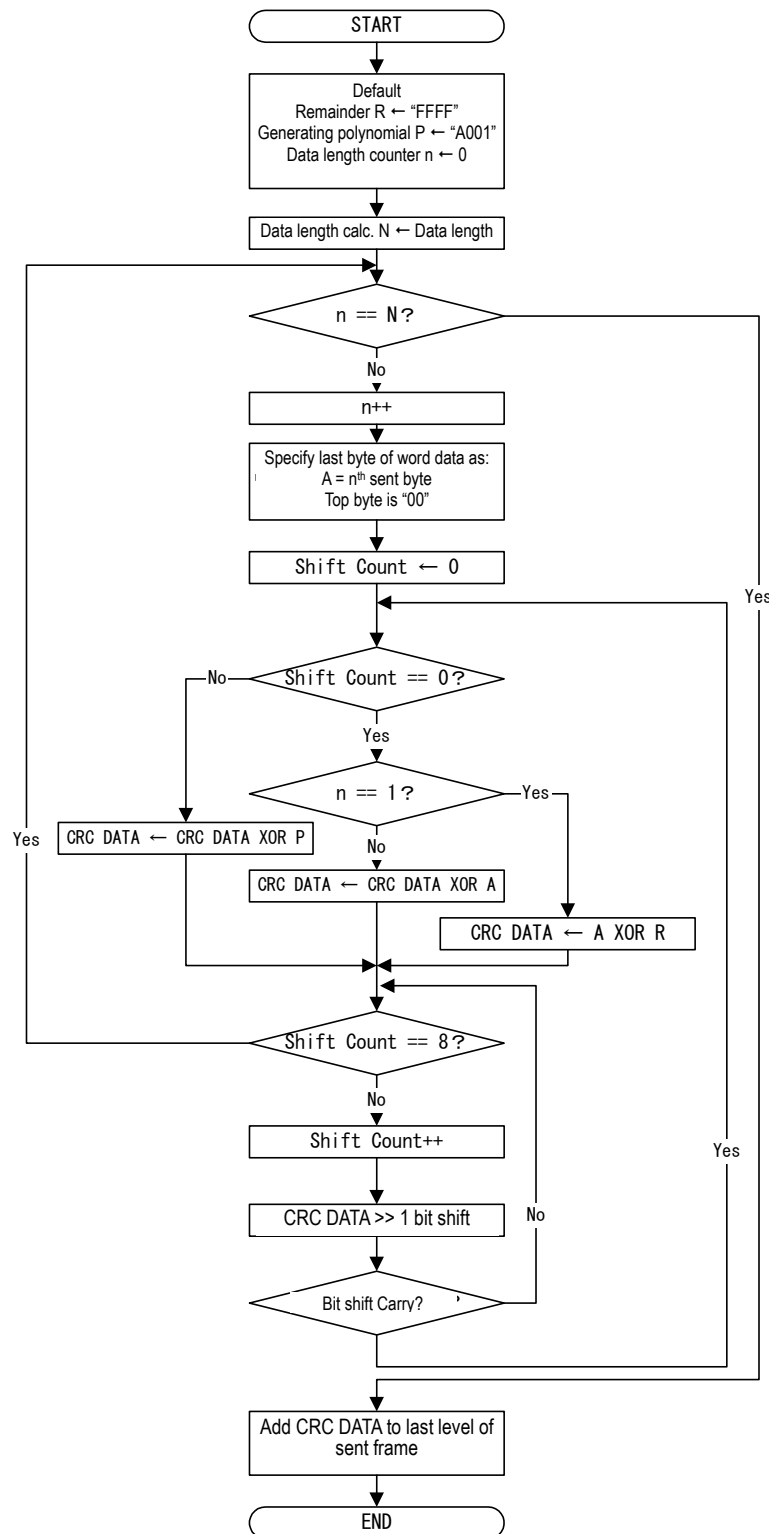 START
Default
Remainder R ← “FFFF”
Generating polynomial P ← “A001”
Data length counter n ← 0
Data length calc. N ← Data length
n == N?
No
n++
Specify last byte of word data as:
A = nth sent byte
Top byte is “00”
Shift Count ← 0
Yes
No
Shift Count == 0?
Yes
n == 1?
Yes
Yes
CRC DATA ← CRC DATA XOR P
No
CRC DATA ← CRC DATA XOR A
CRC DATA ← A XOR R
Shift Count == 8?
No
Shift Count++
Yes
CRC DATA >> 1 bit shift
No
Bit shift Carry?
Add CRC DATA to last level of
sent frame
END